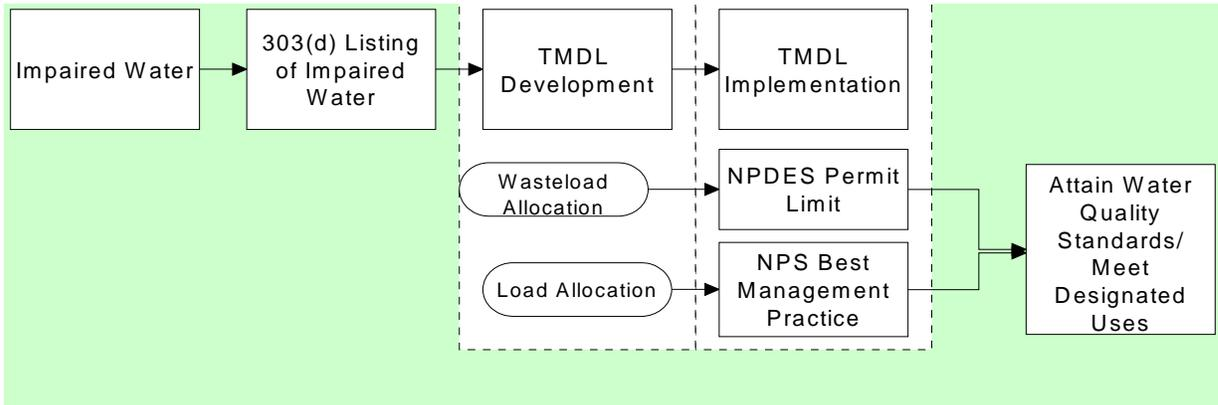 Impaired Water
303(d) Listing
of Impaired
Water
TMDL
Development
TMDL
Implementation
Wasteload
Allocation
NPDES Permit
Limit
Load Allocation
NPS Best
Management
Practice
Attain Water
Quality
Standards/
Meet
Designated
Uses